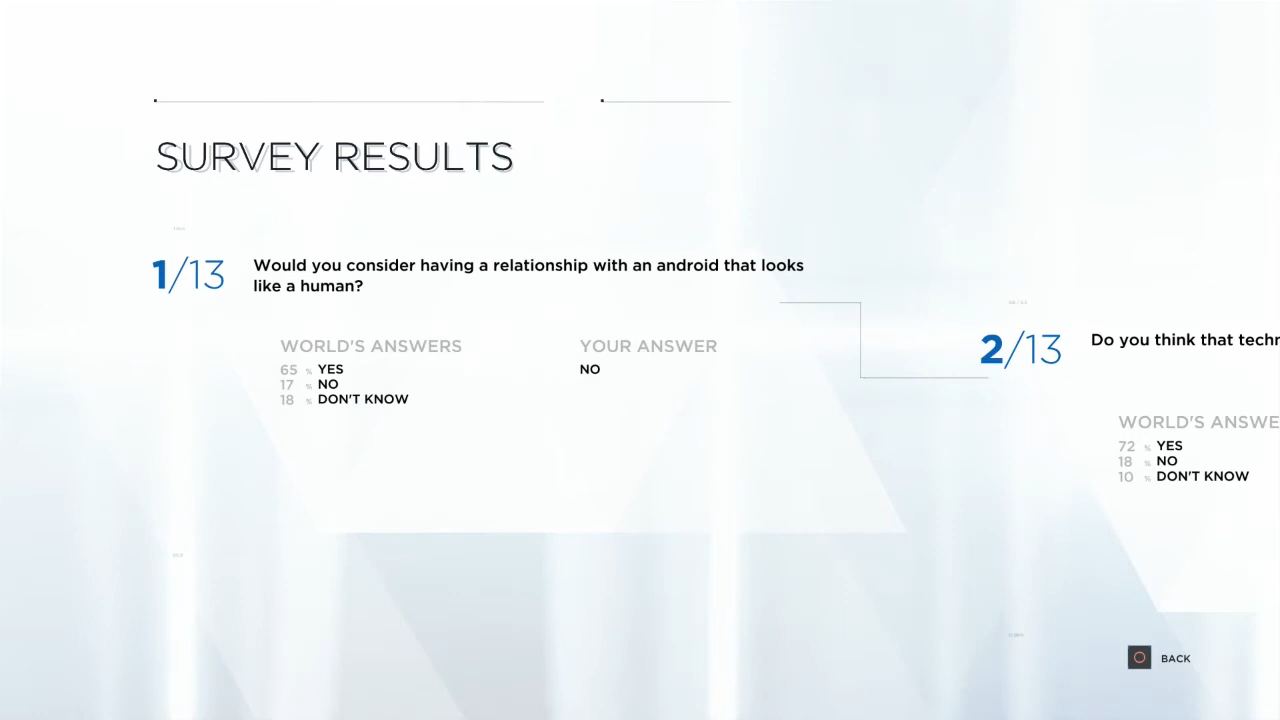 SURVEY RESULTS
1/13
Would you consider having a relationship with an android that looks
like a human?
WORLD'S ANSWERS
65 % YES
17 % NO
18 % DON'T KNOW
YOUR ANSWER
NO
2/13
Do you think that techn
WORLD'S ANSWE
72 % YES
18 % NO
10 % DON'T KNOW
BACK